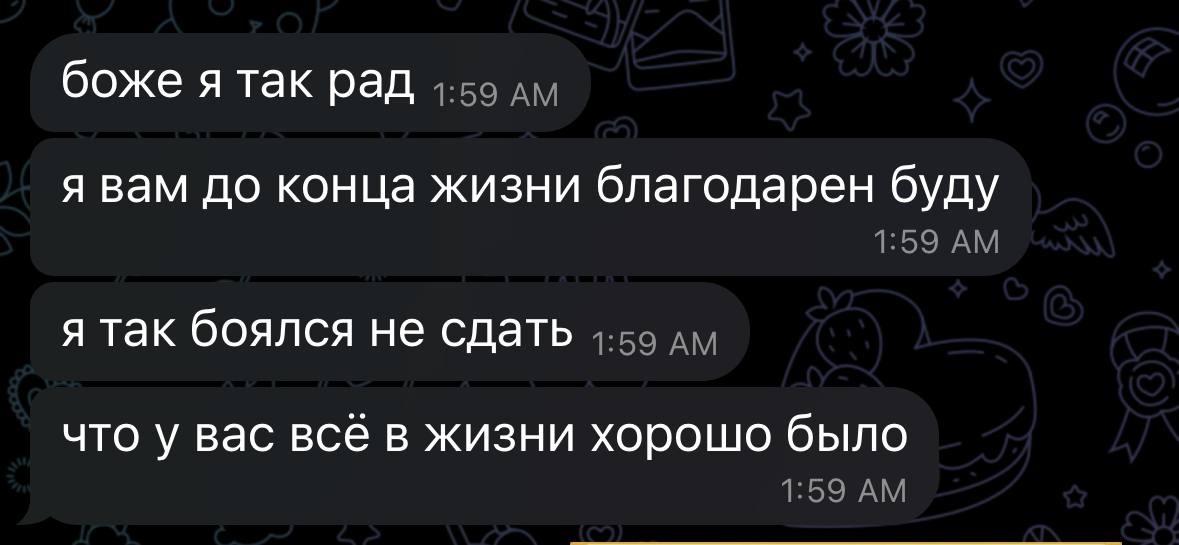 боже я так рад 1:59 AM
я вам до конца жизни благодарен буду
1:59 AM
я так боялся не сдать 1:59 AM
что у вас всё в жизни хорошо было
1:59 AM